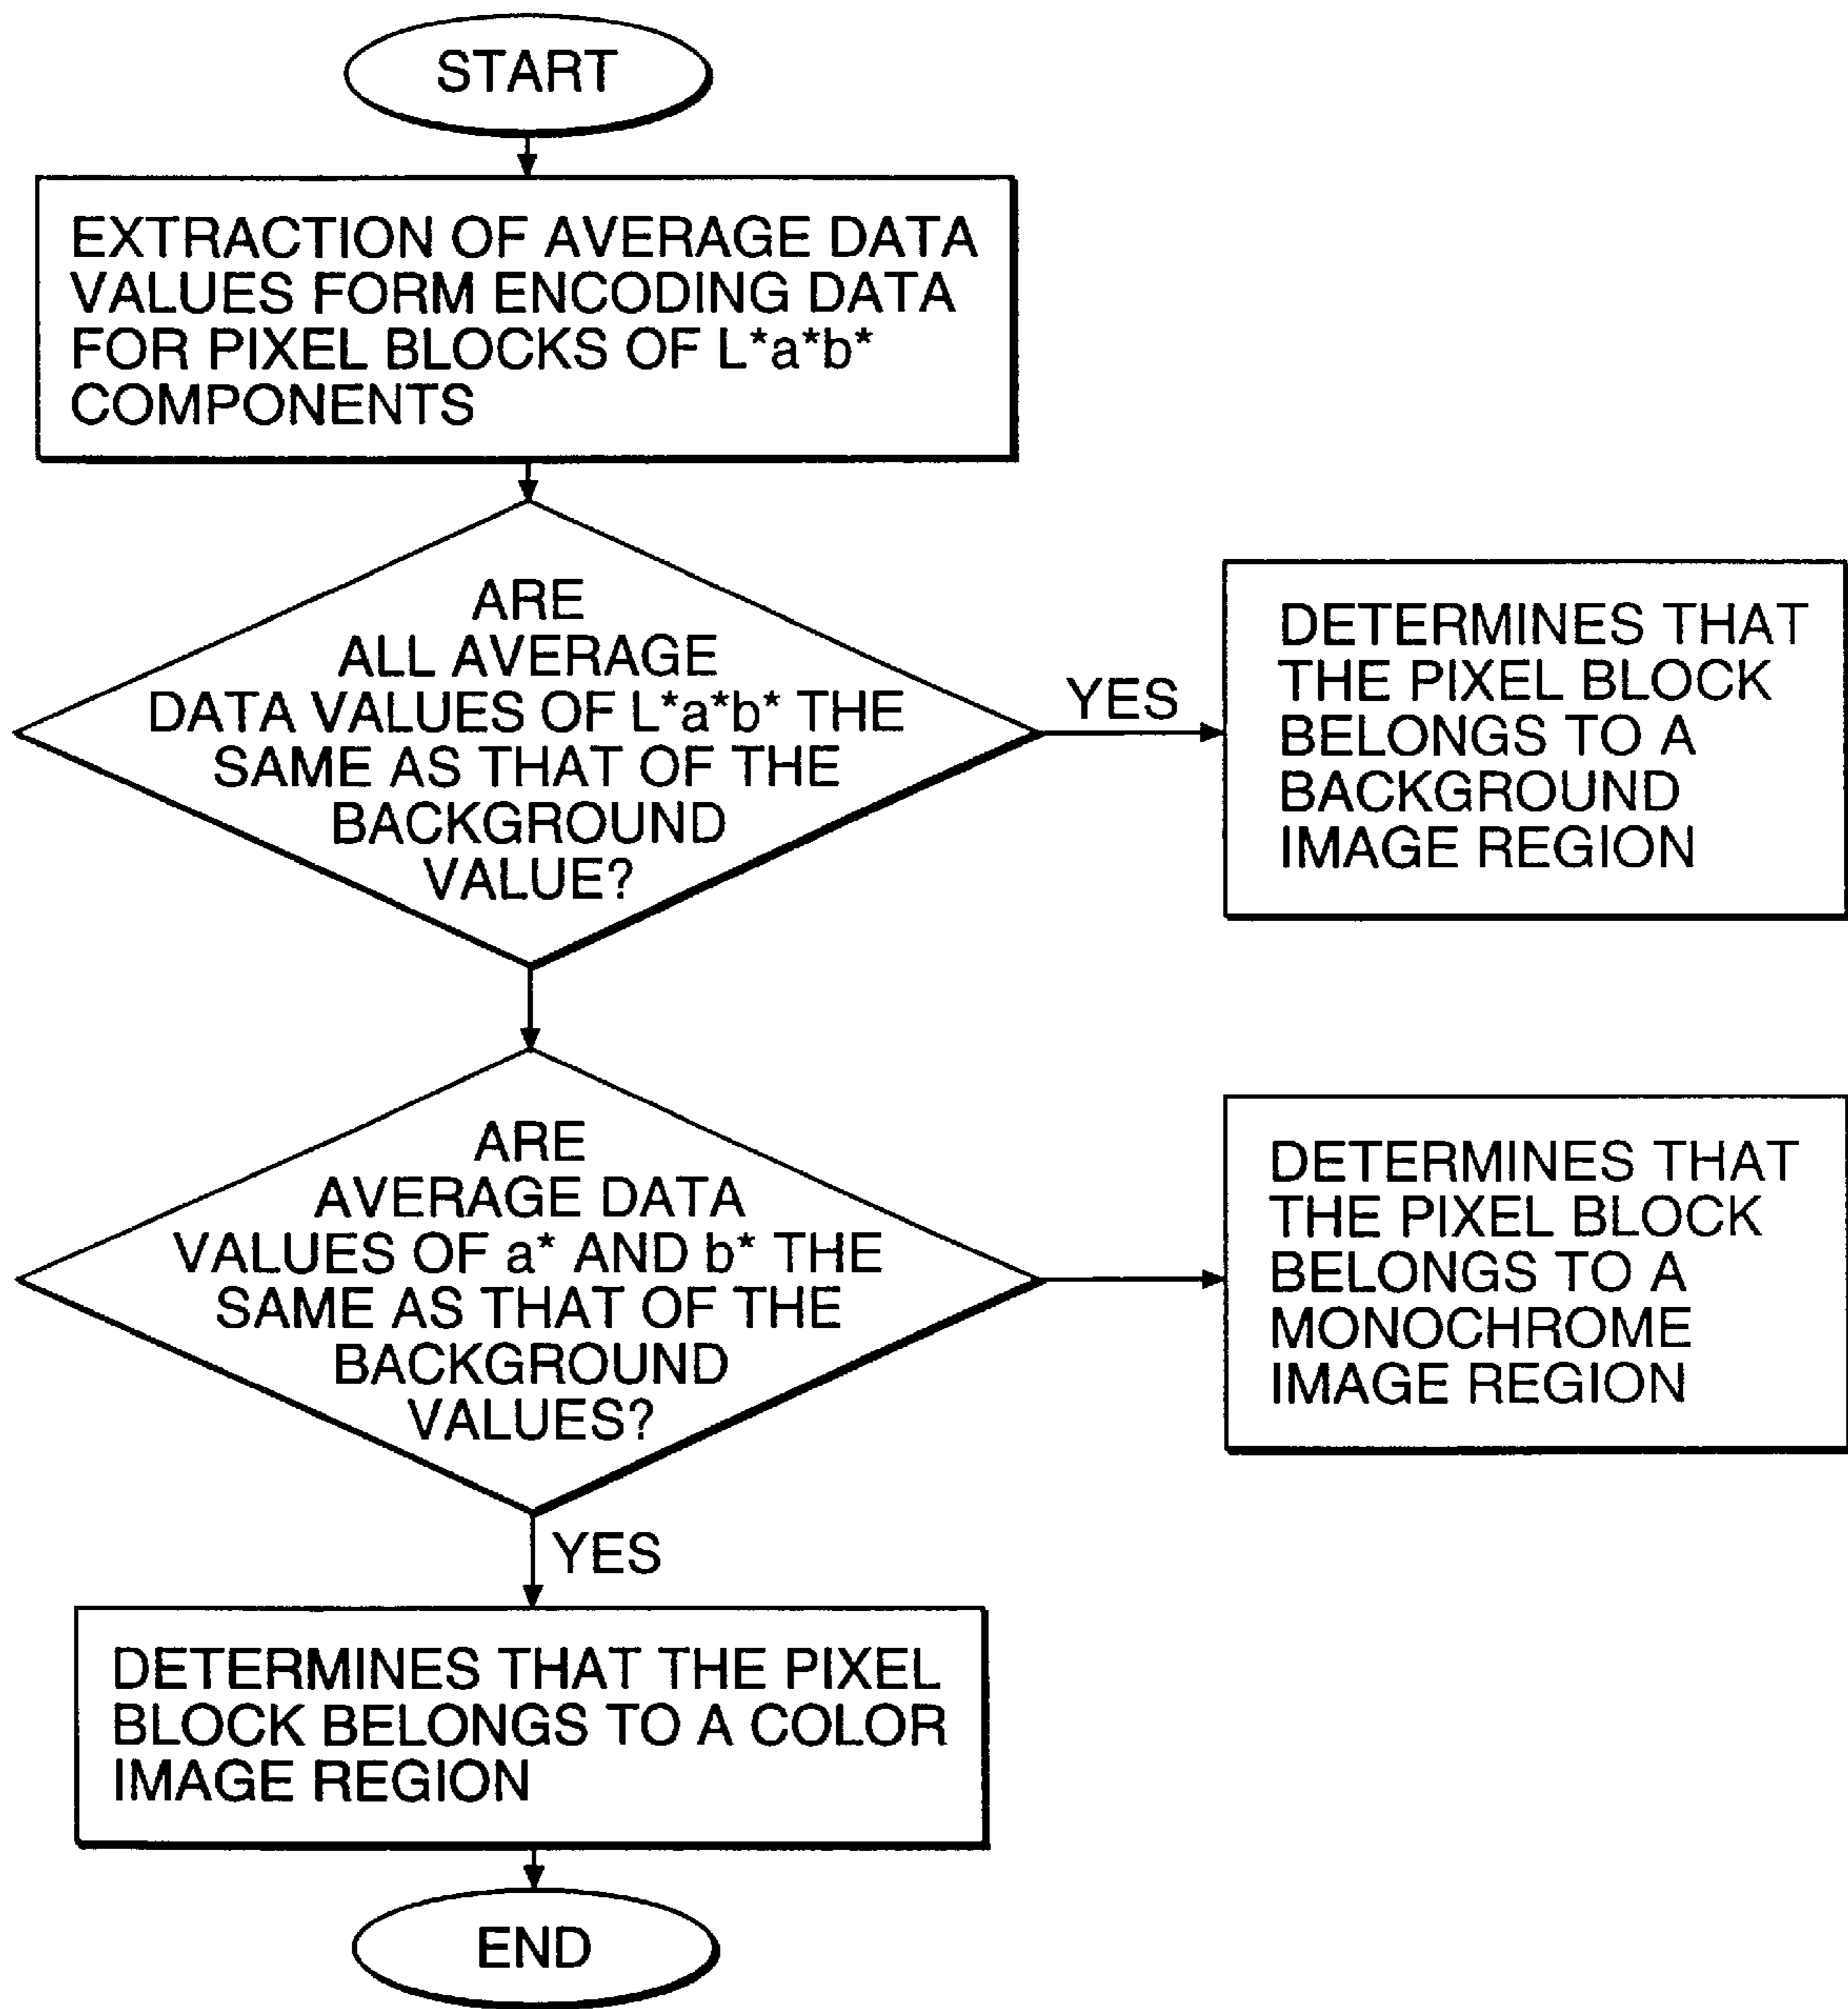 START
EXTRACTION OF AVERAGE DATA
VALUES FORM ENCODING DATA
FOR PIXEL BLOCKS OF L*a*b*
COMPONENTS
ARE
ALL AVERAGE
DATA VALUES OF L*a*b* THE
SAME AS THAT OF THE
BACKGROUND
VALUE?
YES
DETERMINES THAT
THE PIXEL BLOCK
BELONGS TO A
BACKGROUND
IMAGE REGION
ARE
AVERAGE DATA
VALUES OF a* AND b* THE
SAME AS THAT OF THE
BACKGROUND
VALUES?
DETERMINES THAT
THE PIXEL BLOCK
BELONGS TO A
MONOCHROME
IMAGE REGION
YES
DETERMINES THAT THE PIXEL
BLOCK BELONGS TO A COLOR
IMAGE REGION
END